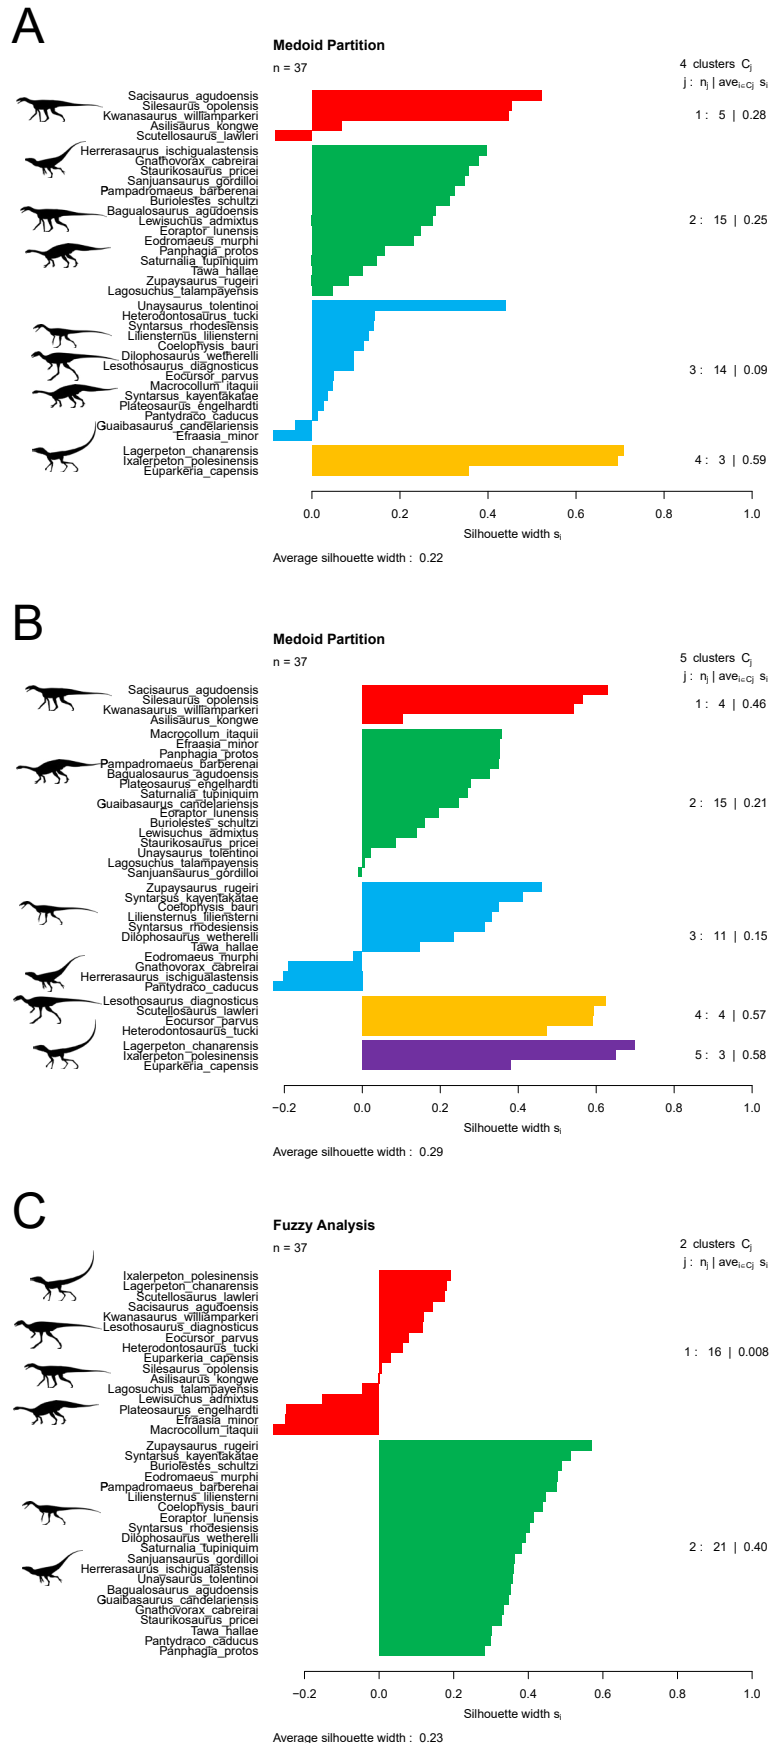 A
Medoid Partition
n = 37
4 clusters Cj
j : nj | avei∈Cj si
Sacisaurus_agudoensis
Silesaurus_opolensis
Kwanasaurus_williamparkeri
1 : 5 | 0.28
Asilisaurus_kongwe
Scutellosaurus_lawleri
Herrerasaurus_ischigualastensis
Gnathovorax_cabreirai
Staurikosaurus_pricei
Sanjuansaurus_gordilloi
Pampadromaeus_barberenai
Buriolestes_schultzi
Bagualosaurus_agudoensis
Lewisuchus_admixtus
2 : 15 | 0.25
Eoraptor_lunensis
Eodromaeus_murphi
Panphagia_protos
Saturnalia_tupiniquim
Tawa_hallae
Zupaysaurus_rugeiri
Lagosuchus_talampayensis
Unaysaurus_tolentinoi
Heterodontosaurus_tucki
Syntarsus_rhodesiensis
Liliensternus_liliensterni
Coelophysis_bauri
Dilophosaurus_wetherelli
Lesothosaurus_diagnosticus
3 : 14 | 0.09
Eocursor_parvus
Macrocollum_itaquii
Syntarsus_kayentakatae
Plateosaurus_engelhardti
Pantydraco_caducus
Guaibasaurus_candelariensis
Efraasia_minor
Lagerpeton_chanarensis
Ixalerpeton_polesinensis
4 : 3 | 0.59
Euparkeria_capensis
0.0 0.2 0.4 0.6 0.8 1.0
Silhouette width si
Average silhouette width : 0.22
B
Medoid Partition
n = 37
5 clusters Cj
j : nj | avei∈Cj si
Sacisaurus_agudoensis
Silesaurus_opolensis
1 : 4 | 0.46
Kwanasaurus_williamparkeri
Asilisaurus_kongwe
Macrocollum_itaquii
Efraasia_minor
Panphagia_protos
Pampadromaeus_barberenai
Bagualosaurus_agudoensis
Plateosaurus_engelhardti
Saturnalia_tupiniquim
Guaibasaurus_candelariensis
2 : 15 | 0.21
Eoraptor_lunensis
Buriolestes_schultzi
Lewisuchus_admixtus
Staurikosaurus_pricei
Unaysaurus_tolentinoi
Lagosuchus_talampayensis
Sanjuansaurus_gordilloi
Zupaysaurus_rugeiri
Syntarsus_kayentakatae
Coelophysis_bauri
Liliensternus_liliensterni
Syntarsus_rhodesiensis
Dilophosaurus_wetherelli
3 : 11 | 0.15
Tawa_hallae
Eodromaeus_murphi
Gnathovorax_cabreirai
Herrerasaurus_ischigualastensis
Pantydraco_caducus
Lesothosaurus_diagnosticus
Scutellosaurus_lawleri
4 : 4 | 0.57
Eocursor_parvus
Heterodontosaurus_tucki
Lagerpeton_chanarensis
Ixalerpeton_polesinensis
5 : 3 | 0.58
Euparkeria_capensis
−0.2 0.0 0.2 0.4 0.6 0.8 1.0
Silhouette width si
Average silhouette width : 0.29
C
Fuzzy Analysis
n = 37
2 clusters Cj
j : nj | avei∈Cj si
Ixalerpeton_polesinensis
Lagerpeton_chanarensis
Scutellosaurus_lawleri
Sacisaurus_agudoensis
Kwanasaurus_williamparkeri
Lesothosaurus_diagnosticus
Eocursor_parvus
Heterodontosaurus_tucki
1 : 16 | 0.008
Euparkeria_capensis
Silesaurus_opolensis
Asilisaurus_kongwe
Lagosuchus_talampayensis
Lewisuchus_admixtus
Plateosaurus_engelhardti
Efraasia_minor
Macrocollum_itaquii
Zupaysaurus_rugeiri
Syntarsus_kayentakatae
Buriolestes_schultzi
Eodromaeus_murphi
Pampadromaeus_barberenai
Liliensternus_liliensterni
Coelophysis_bauri
Eoraptor_lunensis
Syntarsus_rhodesiensis
Dilophosaurus_wetherelli
Saturnalia_tupiniquim
2 : 21 | 0.40
Sanjuansaurus_gordilloi
Herrerasaurus_ischigualastensis
Unaysaurus_tolentinoi
Bagualosaurus_agudoensis
Guaibasaurus_candelariensis
Gnathovorax_cabreirai
Staurikosaurus_pricei
Tawa_hallae
Pantydraco_caducus
Panphagia_protos
−0.2 0.0 0.2 0.4 0.6 0.8 1.0
Silhouette width si
Average silhouette width : 0.23